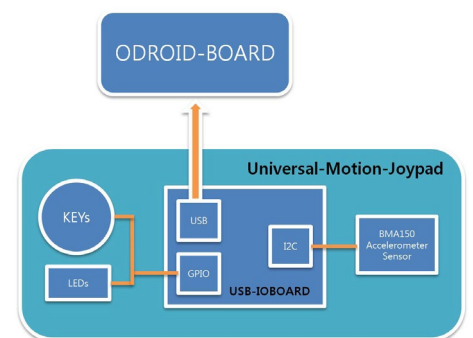 ODROID-BOARD
Universal-Motion-Joypad
KEYs
USB
I2C
BMA150
Accelerometer
Sensor
LEDs
GPIO
USB-IOBOARD